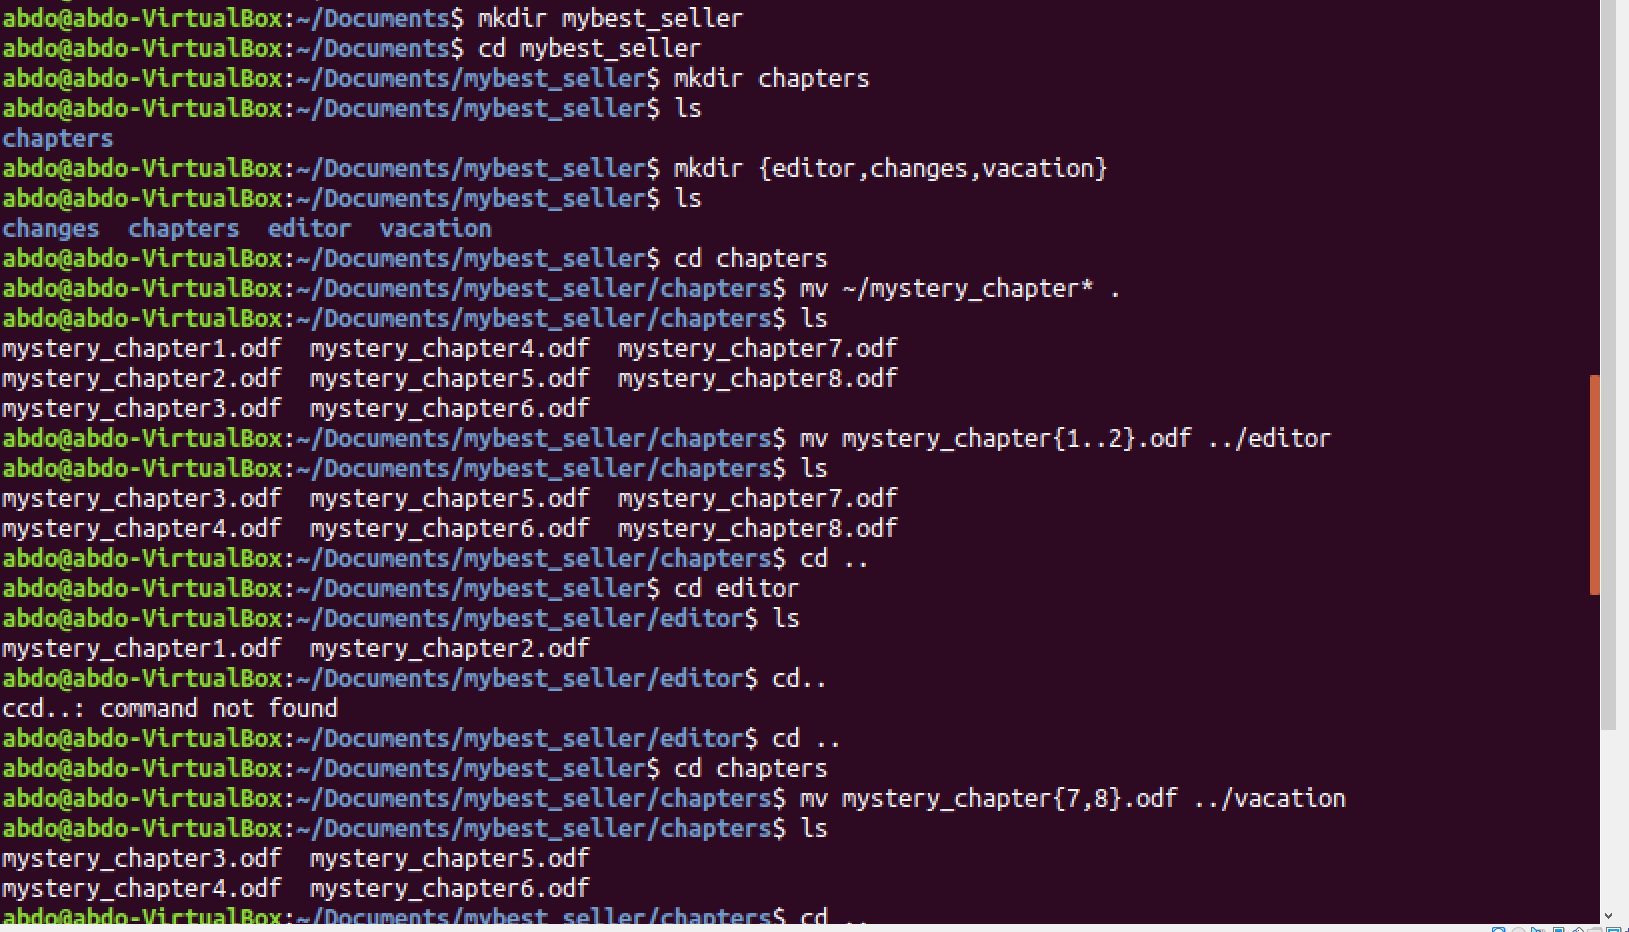 abdo@abdo-VirtualBox:~/Documents$ mkdir mybest_seller
abdo@abdo-VirtualBox:~/Documents$ cd mybest_seller
abdo@abdo-VirtualBox:~/Documents/mybest_seller$ mkdir chapters
abdo@abdo-VirtualBox:~/Documents/mybest_seller$ ls
chapters
abdo@abdo-VirtualBox:~/Documents/mybest_seller$ mkdir {editor,changes,vacation}
abdo@abdo-VirtualBox:~/Documents/mybest_seller$ ls
changes  chapters  editor  vacation
abdo@abdo-VirtualBox:~/Documents/mybest_seller$ cd chapters
abdo@abdo-VirtualBox:~/Documents/mybest_seller/chapters$ mv ~/mystery_chapter* .
abdo@abdo-VirtualBox:~/Documents/mybest_seller/chapters$ ls
mystery_chapter1.odf  mystery_chapter4.odf  mystery_chapter7.odf
mystery_chapter2.odf  mystery_chapter5.odf  mystery_chapter8.odf
mystery_chapter3.odf  mystery_chapter6.odf
abdo@abdo-VirtualBox:~/Documents/mybest_seller/chapters$ mv mystery_chapter{1..2}.odf ../editor
abdo@abdo-VirtualBox:~/Documents/mybest_seller/chapters$ ls
mystery_chapter3.odf  mystery_chapter5.odf  mystery_chapter7.odf
mystery_chapter4.odf  mystery_chapter6.odf  mystery_chapter8.odf
abdo@abdo-VirtualBox:~/Documents/mybest_seller/chapters$ cd ..
abdo@abdo-VirtualBox:~/Documents/mybest_seller$ cd editor
abdo@abdo-VirtualBox:~/Documents/mybest_seller/editor$ ls
mystery_chapter1.odf  mystery_chapter2.odf
abdo@abdo-VirtualBox:~/Documents/mybest_seller/editor$ cd..
ccd..: command not found
abdo@abdo-VirtualBox:~/Documents/mybest_seller/editor$ cd ..
abdo@abdo-VirtualBox:~/Documents/mybest_seller$ cd chapters
abdo@abdo-VirtualBox:~/Documents/mybest_seller/chapters$ mv mystery_chapter{7,8}.odf ../vacation
abdo@abdo-VirtualBox:~/Documents/mybest_seller/chapters$ ls
mystery_chapter3.odf  mystery_chapter5.odf
mystery_chapter4.odf  mystery_chapter6.odf
abdo@abdo-VirtualBox:~/Documents/mybest_seller/chapters$ cd ..